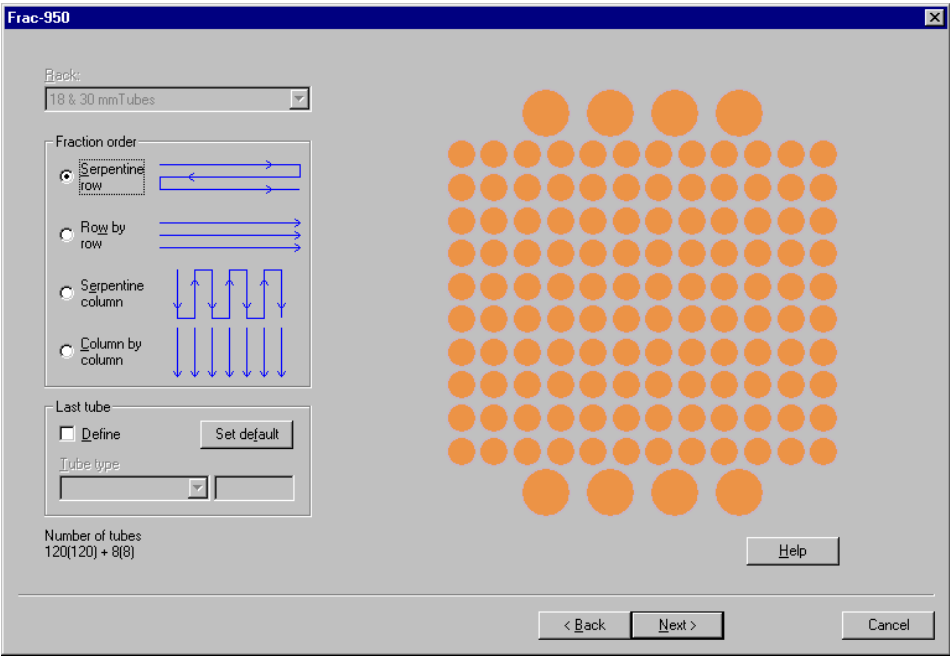 Frac-950
Rack:
18 & 30 mmTubes
Fraction order
Serpentine
row
Row by
row
Serpentine
column
Column by
column
Last tube
Define
Set default
Tube type
Number of tubes
120(120) + 8(8)
Help
< Back
Next >
Cancel